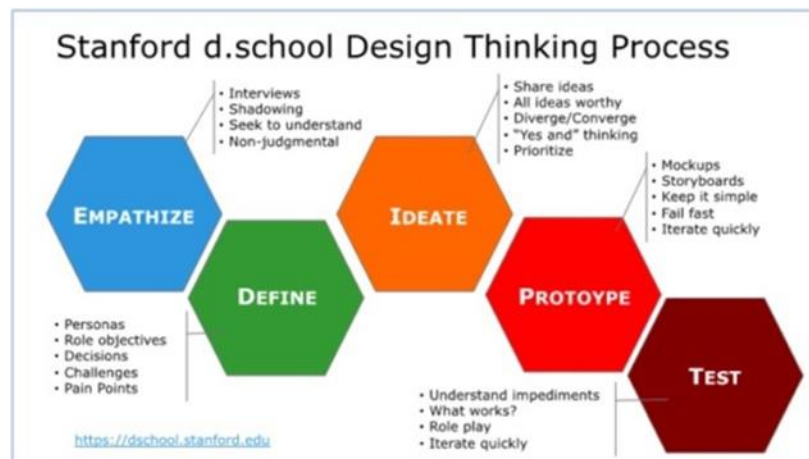 Stanford d.school Design Thinking Process
• Interviews
• Shadowing
• Seek to understand
• Non-judgmental
EMPATHIZE
• Personas
• Role objectives
• Decisions
• Challenges
• Pain Points
DEFINE
• Share ideas
• All ideas worthy
• Diverge/Converge
• “Yes and” thinking
• Prioritize
IDEATE
• Mockups
• Storyboards
• Keep it simple
• Fail fast
• Iterate quickly
PROTOYPE
• Understand impediments
• What works?
• Role play
• Iterate quickly
TEST
https://dschool.stanford.edu